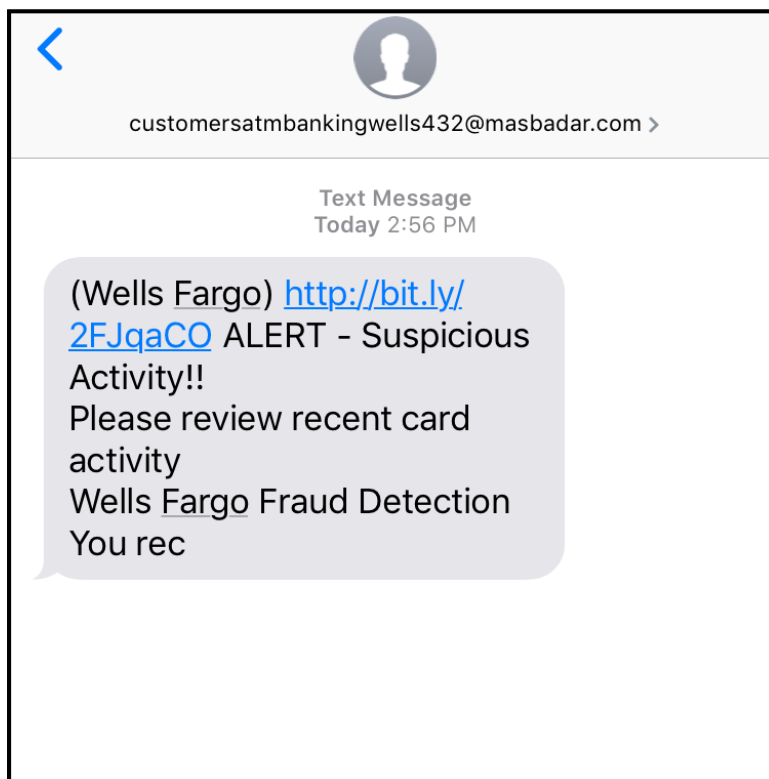 customersatmbankingwells432@masbadar.com >
Text Message
Today 2:56 PM
(Wells Fargo) http://bit.ly/
2FJqaCO ALERT - Suspicious
Activity!!
Please review recent card
activity
Wells Fargo Fraud Detection
You rec